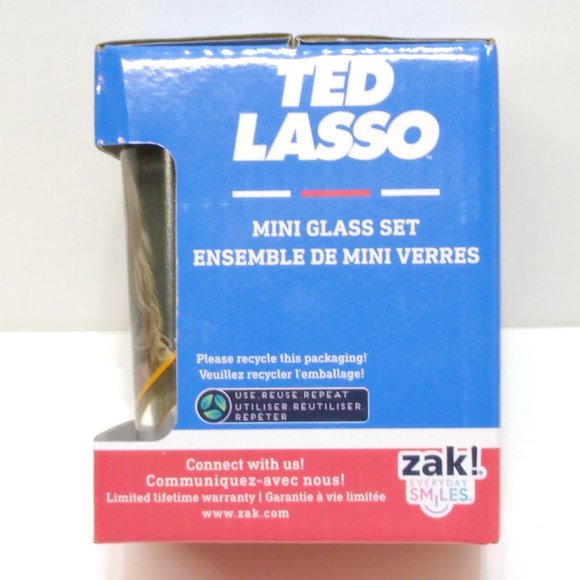 TED
LASSO
MINI GLASS SET
ENSEMBLE DE MINI VERRES
Please recycle this packaging!
Veuillez recycler l'emballage!
USE.REUSE.REPEAT
UTILISER.RÉUTILISER.
RÉPÉTER
Connect with us!
Communiquez-avec nous!
Limited lifetime warranty | Garantie à vie limitée
www.zak.com
zak!
EVERYDAY
SMILES